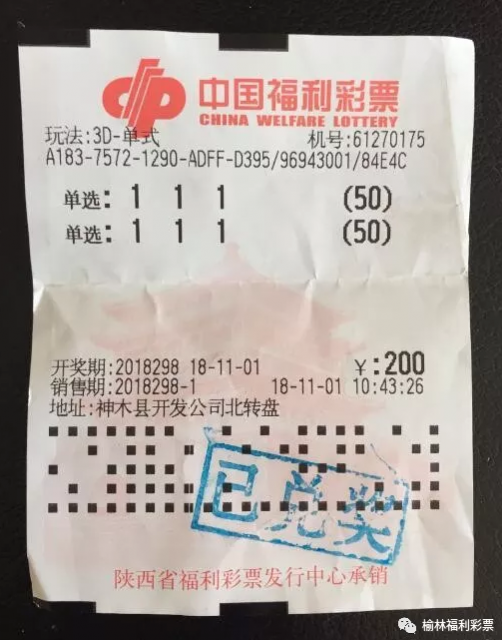 中国福利彩票
CHINA WELFARE LOTTERY
玩法:3D-单式 机号:61270175
A183-7572-1290-ADFF-D395/96943001/84E4C
单选: 1 1 1 (50)
单选: 1 1 1 (50)
开奖期:2018298 18-11-01 ￥:200
销售期:2018298-1 18-11-01 10:43:26
地址:神木县开发公司北转盘
已兑奖
陕西省福利彩票发行中心承销
榆林福利彩票